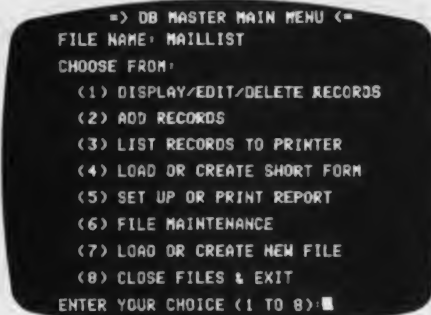 => DB MASTER MAIN MENU <=
FILE NAME: MAILLIST
CHOOSE FROM:
(1) DISPLAY/EDIT/DELETE RECORDS
(2) ADD RECORDS
(3) LIST RECORDS TO PRINTER
(4) LOAD OR CREATE SHORT FORM
(5) SET UP OR PRINT REPORT
(6) FILE MAINTENANCE
(7) LOAD OR CREATE NEW FILE
(8) CLOSE FILES & EXIT
ENTER YOUR CHOICE (1 TO 8):